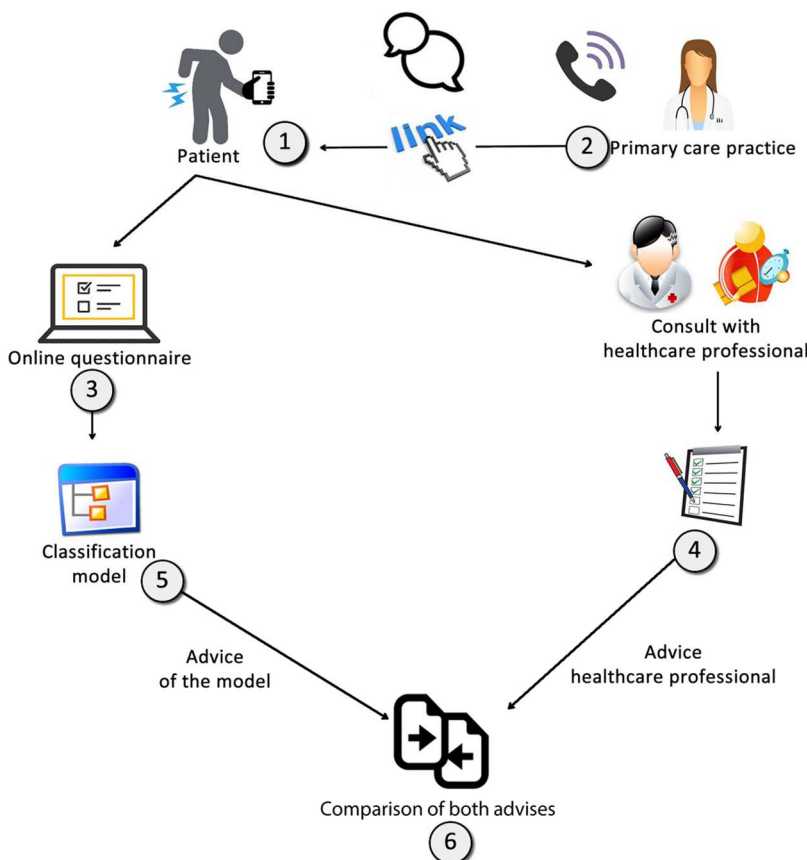 link
1
2
Patient
Primary care practice
Online questionnaire
3
Consult with
healthcare professional
Classification
model
5
4
Advice
of the model
Advice
healthcare professional
Comparison of both advises
6